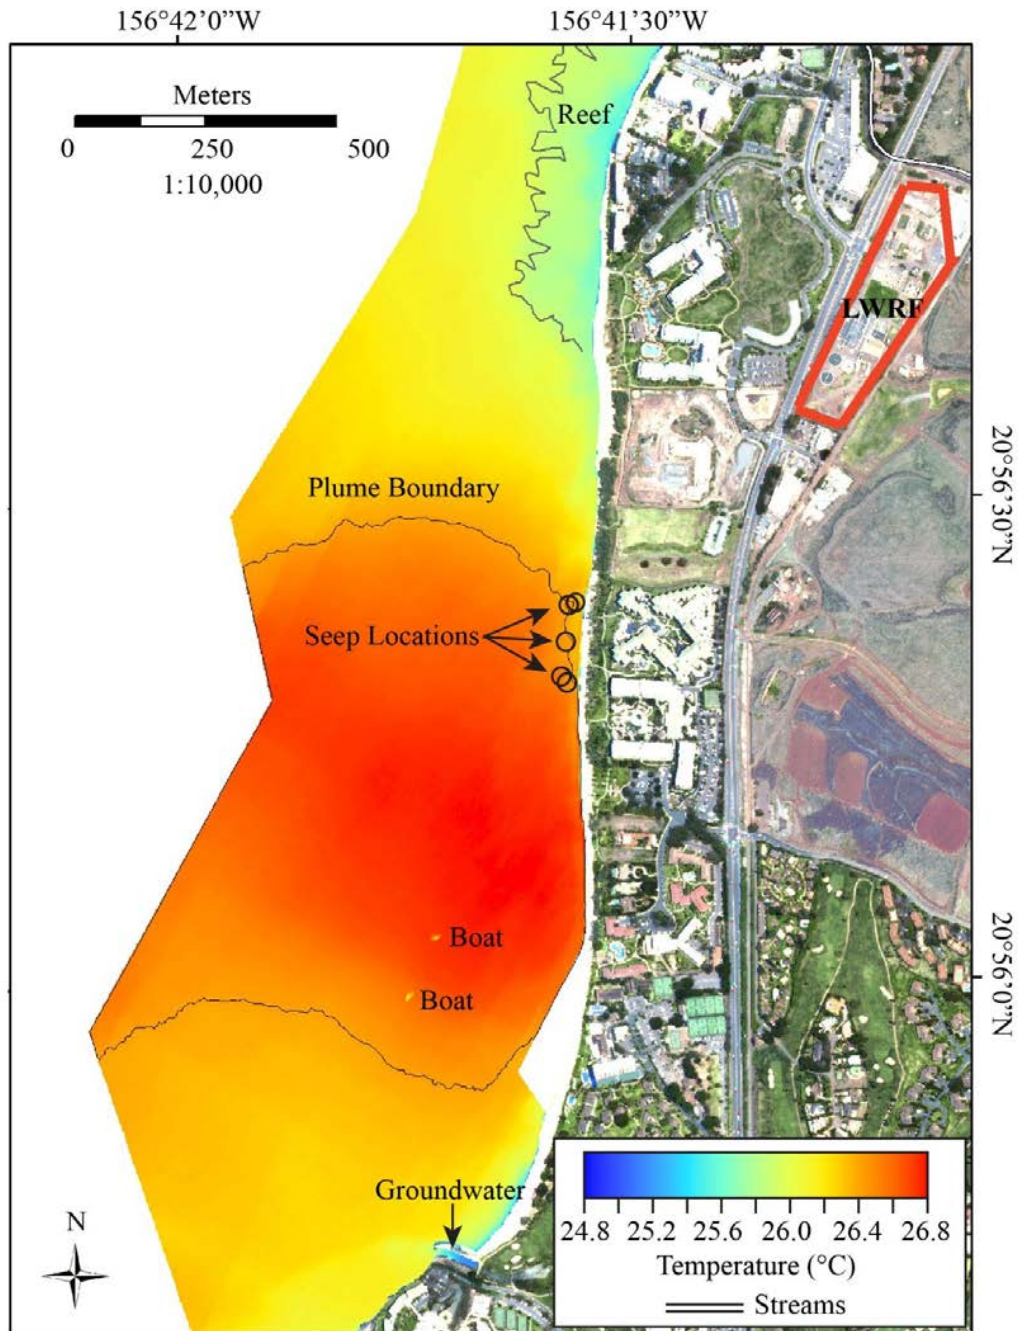 156°42’0”W
156°41’30”W
Meters
0 250 500
1:10,000
Reef
LWRF
20°56’30”N
Plume Boundary
Seep Locations
Boat
Boat
20°56’0”N
Groundwater
N
24.8 25.2 25.6 26.0 26.4 26.8
Temperature (°C)
Streams